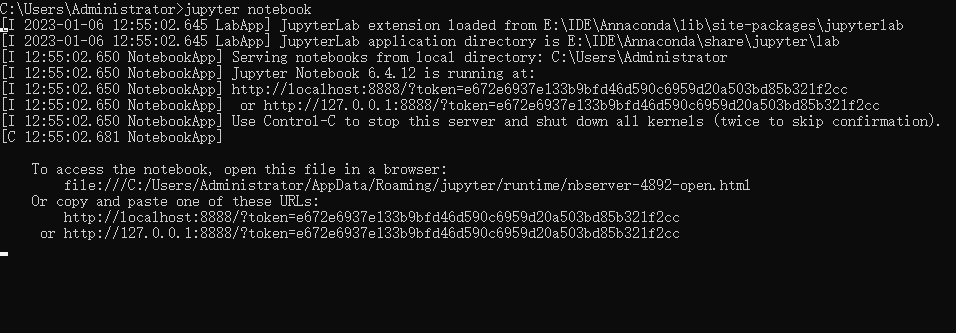 C:\Users\Administrator>jupyter notebook
[I 2023-01-06 12:55:02.645 LabApp] JupyterLab extension loaded from E:\IDE\Annaconda\lib\site-packages\jupyterlab
[I 2023-01-06 12:55:02.645 LabApp] JupyterLab application directory is E:\IDE\Annaconda\share\jupyter\lab
[I 12:55:02.650 NotebookApp] Serving notebooks from local directory: C:\Users\Administrator
[I 12:55:02.650 NotebookApp] Jupyter Notebook 6.4.12 is running at:
[I 12:55:02.650 NotebookApp] http://localhost:8888/?token=e672e6937e133b9bfd46d590c6959d20a503bd85b321f2cc
[I 12:55:02.650 NotebookApp]  or http://127.0.0.1:8888/?token=e672e6937e133b9bfd46d590c6959d20a503bd85b321f2cc
[I 12:55:02.650 NotebookApp] Use Control-C to stop this server and shut down all kernels (twice to skip confirmation).
[C 12:55:02.681 NotebookApp]
To access the notebook, open this file in a browser:
file:///C:/Users/Administrator/AppData/Roaming/jupyter/runtime/nbserver-4892-open.html
Or copy and paste one of these URLs:
http://localhost:8888/?token=e672e6937e133b9bfd46d590c6959d20a503bd85b321f2cc
or http://127.0.0.1:8888/?token=e672e6937e133b9bfd46d590c6959d20a503bd85b321f2cc